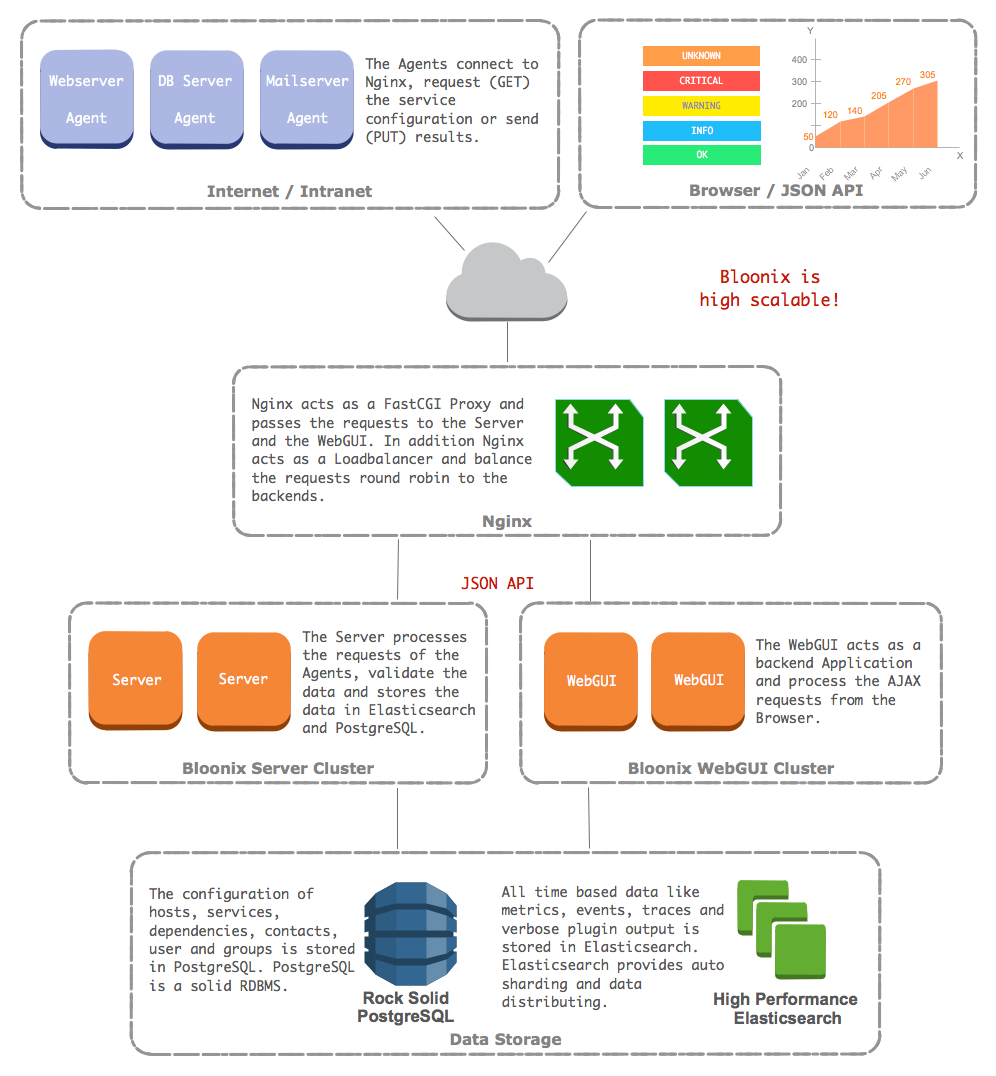 Webserver
Agent
DB Server
Agent
Mailserver
Agent
The Agents connect to
Nginx, request (GET)
the service
configuration or send
(PUT) results.
Internet / Intranet
UNKNOWN
CRITICAL
WARNING
INFO
OK
Y
400
300
200
0
50
120
140
205
270
305
X
Jan
Feb
Mar
Apr
May
Jun
Browser / JSON API
Bloonix is
high scalable!
Nginx acts as a FastCGI Proxy and
passes the requests to the Server
and the WebGUI. In addition Nginx
acts as a Loadbalancer and balance
the requests round robin to the
backends.
Nginx
JSON API
Server
Server
The Server processes
the requests of the
Agents, validate the
data and stores the
data in Elasticsearch
and PostgreSQL.
Bloonix Server Cluster
WebGUI
WebGUI
The WebGUI acts as a
backend Application
and process the AJAX
requests from the
Browser.
Bloonix WebGUI Cluster
The configuration of
hosts, services,
dependencies, contacts,
user and groups is stored
in PostgreSQL. PostgreSQL
is a solid RDBMS.
Rock Solid
PostgreSQL
All time based data like
metrics, events, traces and
verbose plugin output is
stored in Elasticsearch.
Elasticsearch provides auto
sharding and data
distributing.
High Performance
Elasticsearch
Data Storage